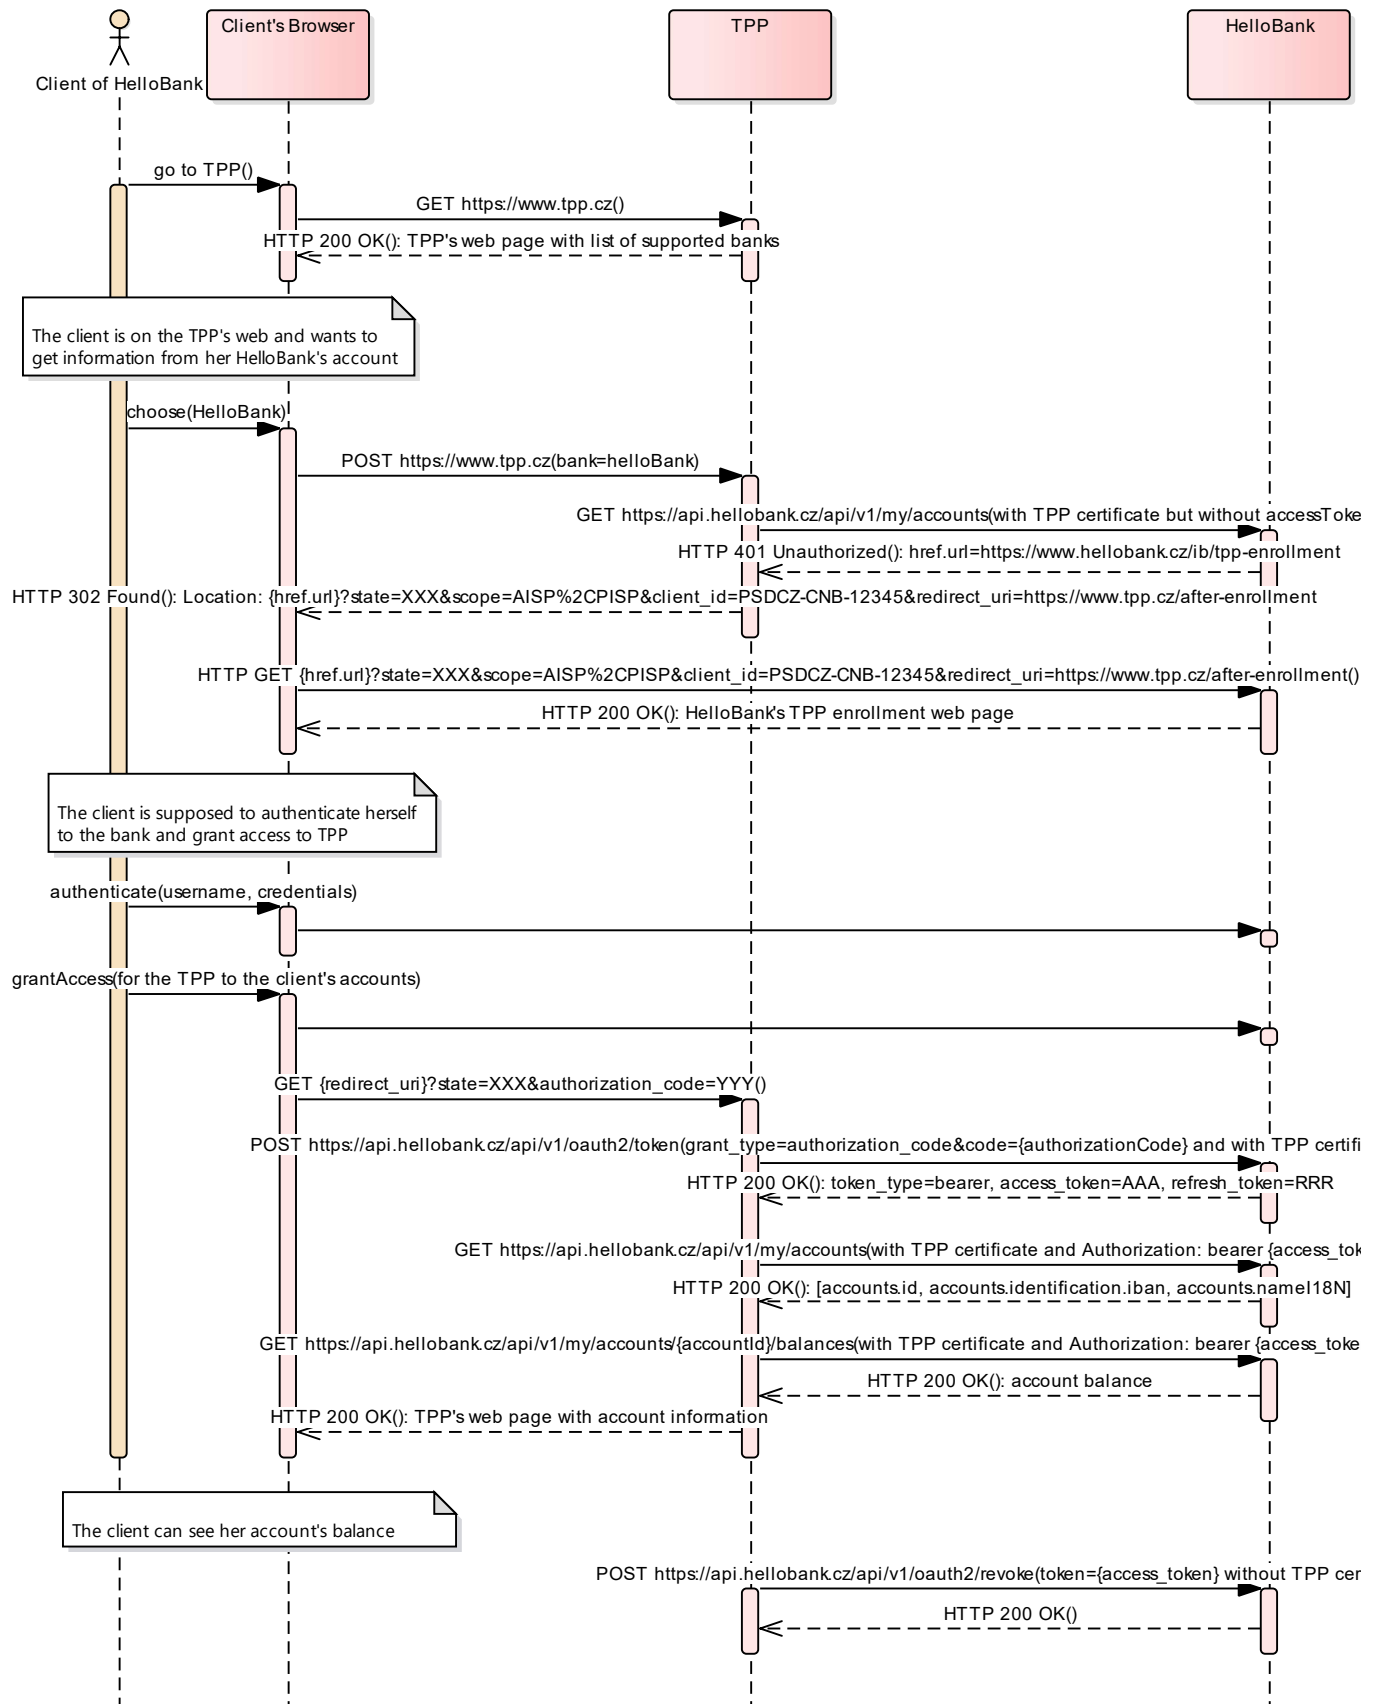 Client of HelloBank
Client's Browser
TPP
HelloBank
go to TPP()
GET https://www.tpp.cz()
HTTP 200 OK(): TPP's web page with list of supported banks
The client is on the TPP's web and wants to
get information from her HelloBank's account
choose(HelloBank)
POST https://www.tpp.cz(bank=helloBank)
GET https://api.hellobank.cz/api/v1/my/accounts(with TPP certificate but without accessToke
HTTP 401 Unauthorized(): href.url=https://www.hellobank.cz/ib/tpp-enrollment
HTTP 302 Found(): Location: {href.url}?state=XXX&scope=AISP%2CPISP&client_id=PSDCZ-CNB-12345&redirect_uri=https://www.tpp.cz/after-enrollment
HTTP GET {href.url}?state=XXX&scope=AISP%2CPISP&client_id=PSDCZ-CNB-12345&redirect_uri=https://www.tpp.cz/after-enrollment()
HTTP 200 OK(): HelloBank's TPP enrollment web page
The client is supposed to authenticate herself
to the bank and grant access to TPP
authenticate(username, credentials)
grantAccess(for the TPP to the client's accounts)
GET {redirect_uri}?state=XXX&authorization_code=YYY()
POST https://api.hellobank.cz/api/v1/oauth2/token(grant_type=authorization_code&code={authorizationCode} and with TPP certifi
HTTP 200 OK(): token_type=bearer, access_token=AAA, refresh_token=RRR
GET https://api.hellobank.cz/api/v1/my/accounts(with TPP certificate and Authorization: bearer {access_tok
HTTP 200 OK(): [accounts.id, accounts.identification.iban, accounts.nameI18N]
GET https://api.hellobank.cz/api/v1/my/accounts/{accountId}/balances(with TPP certificate and Authorization: bearer {access_toke
HTTP 200 OK(): account balance
HTTP 200 OK(): TPP's web page with account information
The client can see her account's balance
POST https://api.hellobank.cz/api/v1/oauth2/revoke(token={access_token} without TPP cer
HTTP 200 OK()